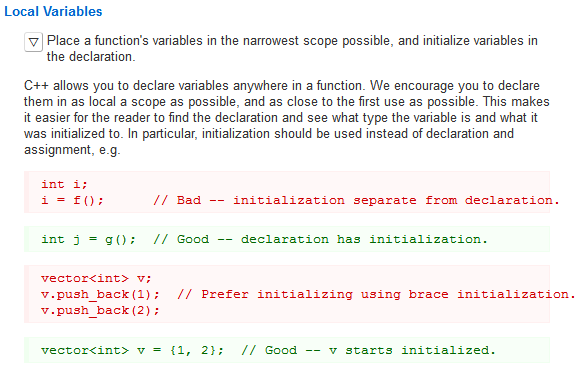 Local Variables
Place a function's variables in the narrowest scope possible, and initialize variables in
the declaration.
C++ allows you to declare variables anywhere in a function. We encourage you to declare
them in as local a scope as possible, and as close to the first use as possible. This makes
it easier for the reader to find the declaration and see what type the variable is and what it
was initialized to. In particular, initialization should be used instead of declaration and
assignment, e.g.
int i;
i = f();      // Bad -- initialization separate from declaration.
int j = g();  // Good -- declaration has initialization.
vector<int> v;
v.push_back(1);  // Prefer initializing using brace initialization.
v.push_back(2);
vector<int> v = {1, 2};  // Good -- v starts initialized.